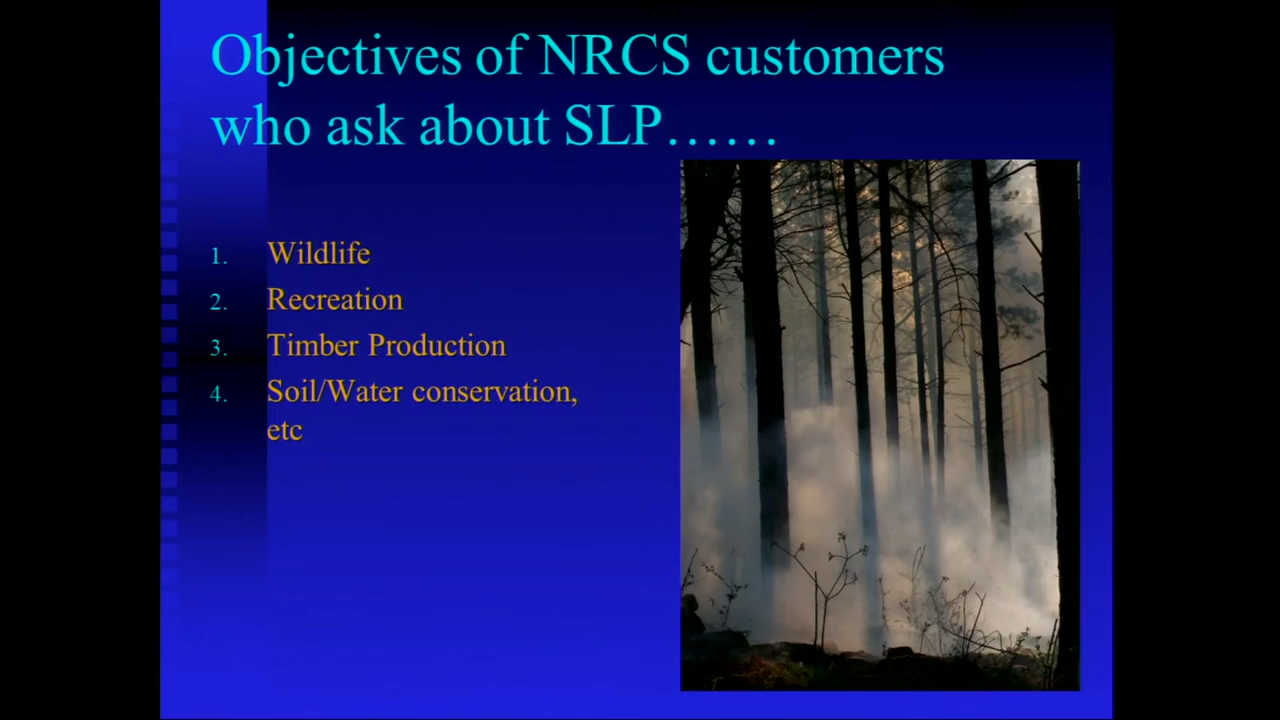 Objectives of NRCS customers
who ask about SLP……
1. Wildlife
2. Recreation
3. Timber Production
4. Soil/Water conservation,
etc